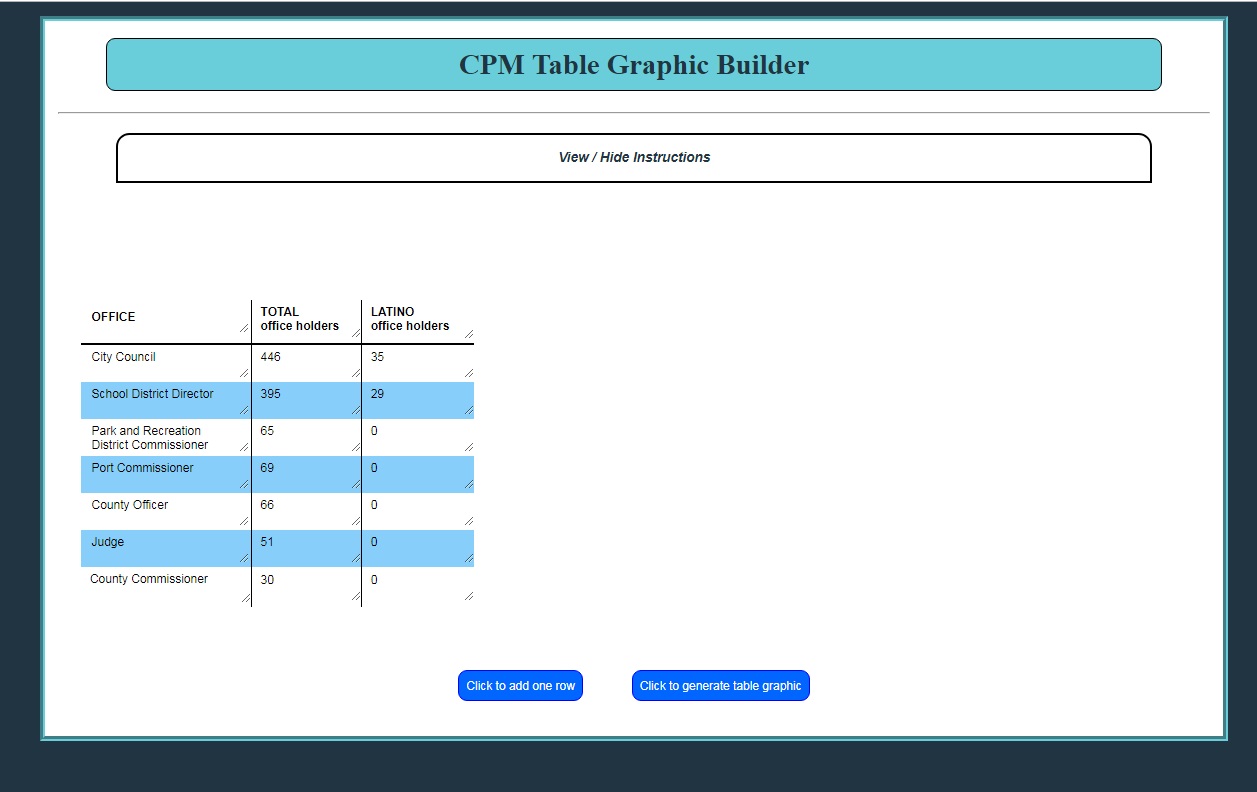 CPM Table Graphic Builder
View / Hide Instructions
OFFICE
TOTAL
office holders
LATINO
office holders
City Council 446 35
School District Director 395 29
Park and Recreation
District Commissioner
65 0
Port Commissioner 69 0
County Officer 66 0
Judge 51 0
County Commissioner 30 0
Click to add one row
Click to generate table graphic